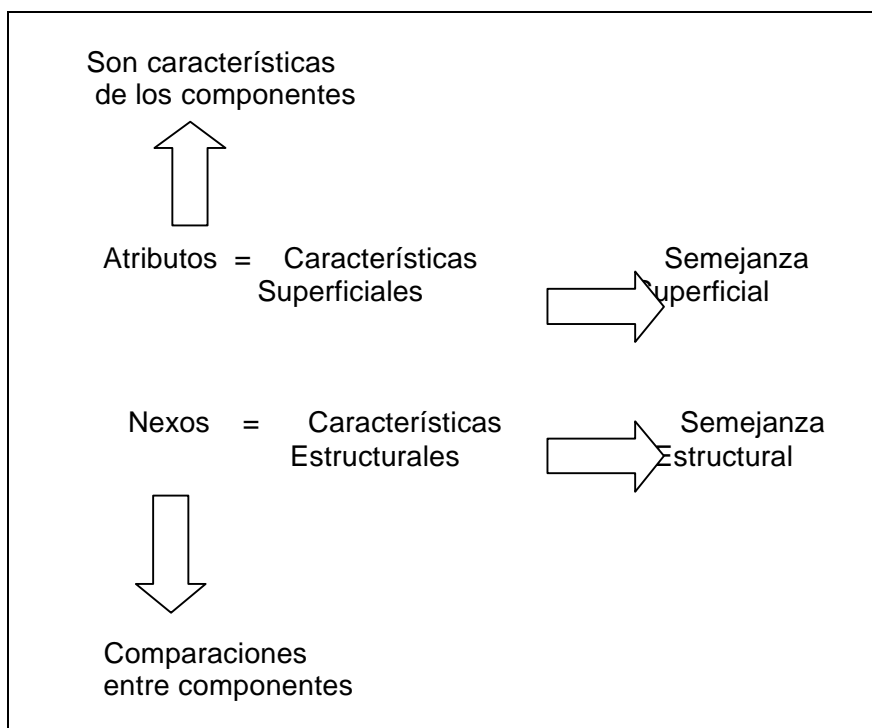 Son características
de los componentes
Atributos = Características Semejanza
Superficiales Superficial
Nexos = Características Semejanza
Estructurales Estructural
Comparaciones
entre componentes